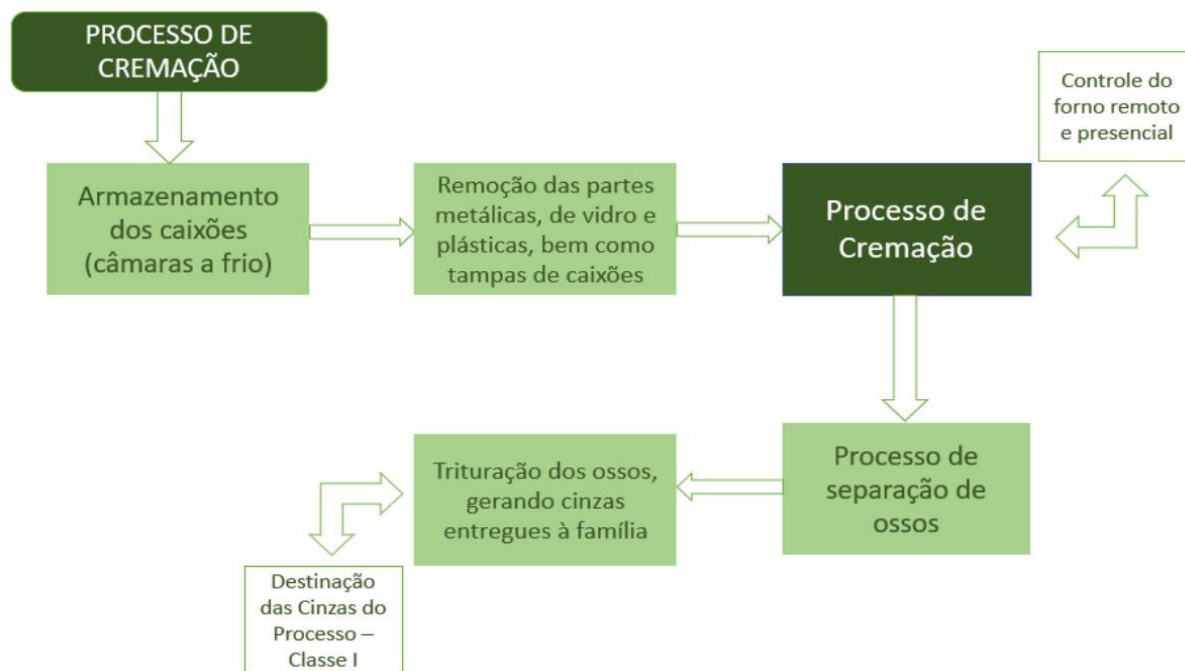 PROCESSO DE
CREMAÇÃO
Controle do
forno remoto
e presencial
Armazenamento
dos caixões
(câmaras a frio)
Remoção das partes
metálicas, de vidro e
plásticas, bem como
tampas de caixões
Processo de
Cremação
Processo de
separação de
ossos
Trituração dos ossos,
gerando cinzas
entregues à família
Destinação
das Cinzas do
Processo –
Classe I